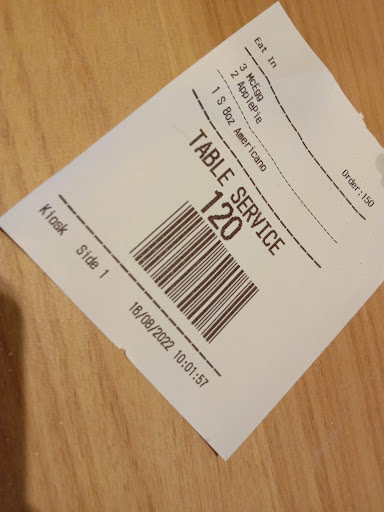 Eat In
Order:150
3 McEgg
2 ApplePie
1 S 8oz Americano
TABLE SERVICE
120
Kiosk Side 1
18/08/2022 10:01:57